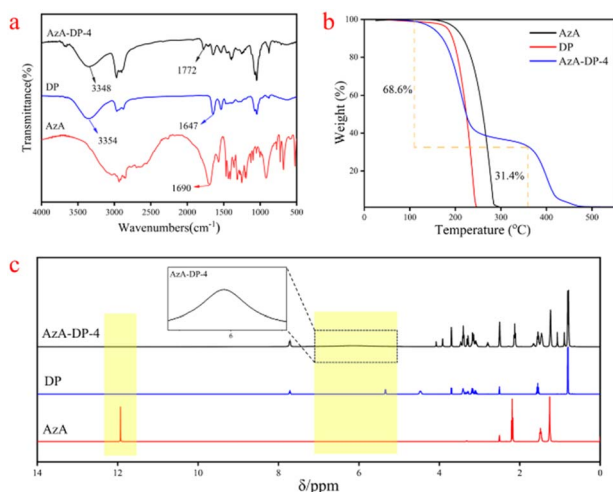 a
AzA-DP-4
3348
1772
DP
3354
1647
AzA
1690
Transmittance(%)
4000 3500 3000 2500 2000 1500 1000 500
Wavenumbers(cm⁻¹)
b
AzA
DP
AzA-DP-4
68.6%
31.4%
Weight (%)
100
80
60
40
20
0 100 200 300 400 500
Temperature (°C)
c
AzA-DP-4
6
AzA-DP-4
DP
AzA
14 12 10 8 6 4 2 0
δ/ppm